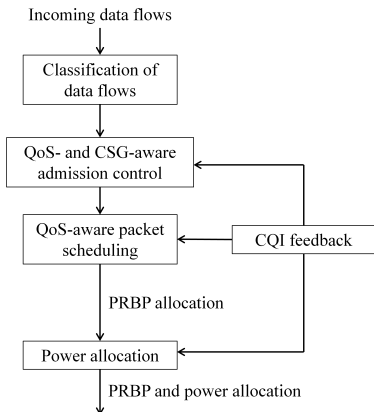 Incoming data flows
Classification of
data flows
QoS- and CSG-aware
admission control
QoS-aware packet
scheduling
CQI feedback
PRBP allocation
Power allocation
PRBP and power allocation